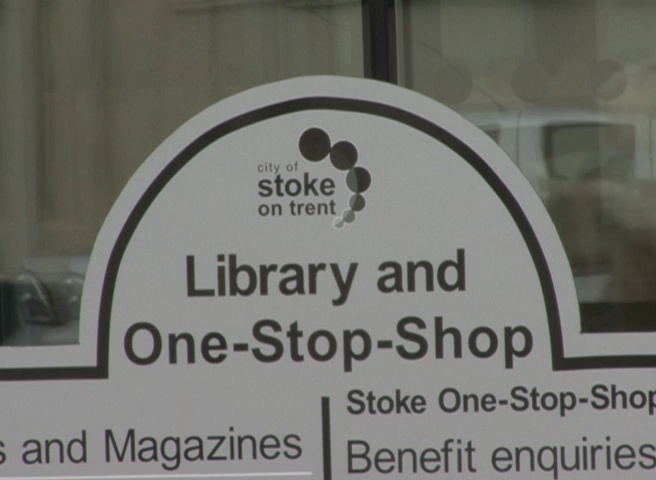 city of
stoke
on trent
Library and
One-Stop-Shop
Stoke One-Stop-Shop
s and Magazines
Benefit enquiries